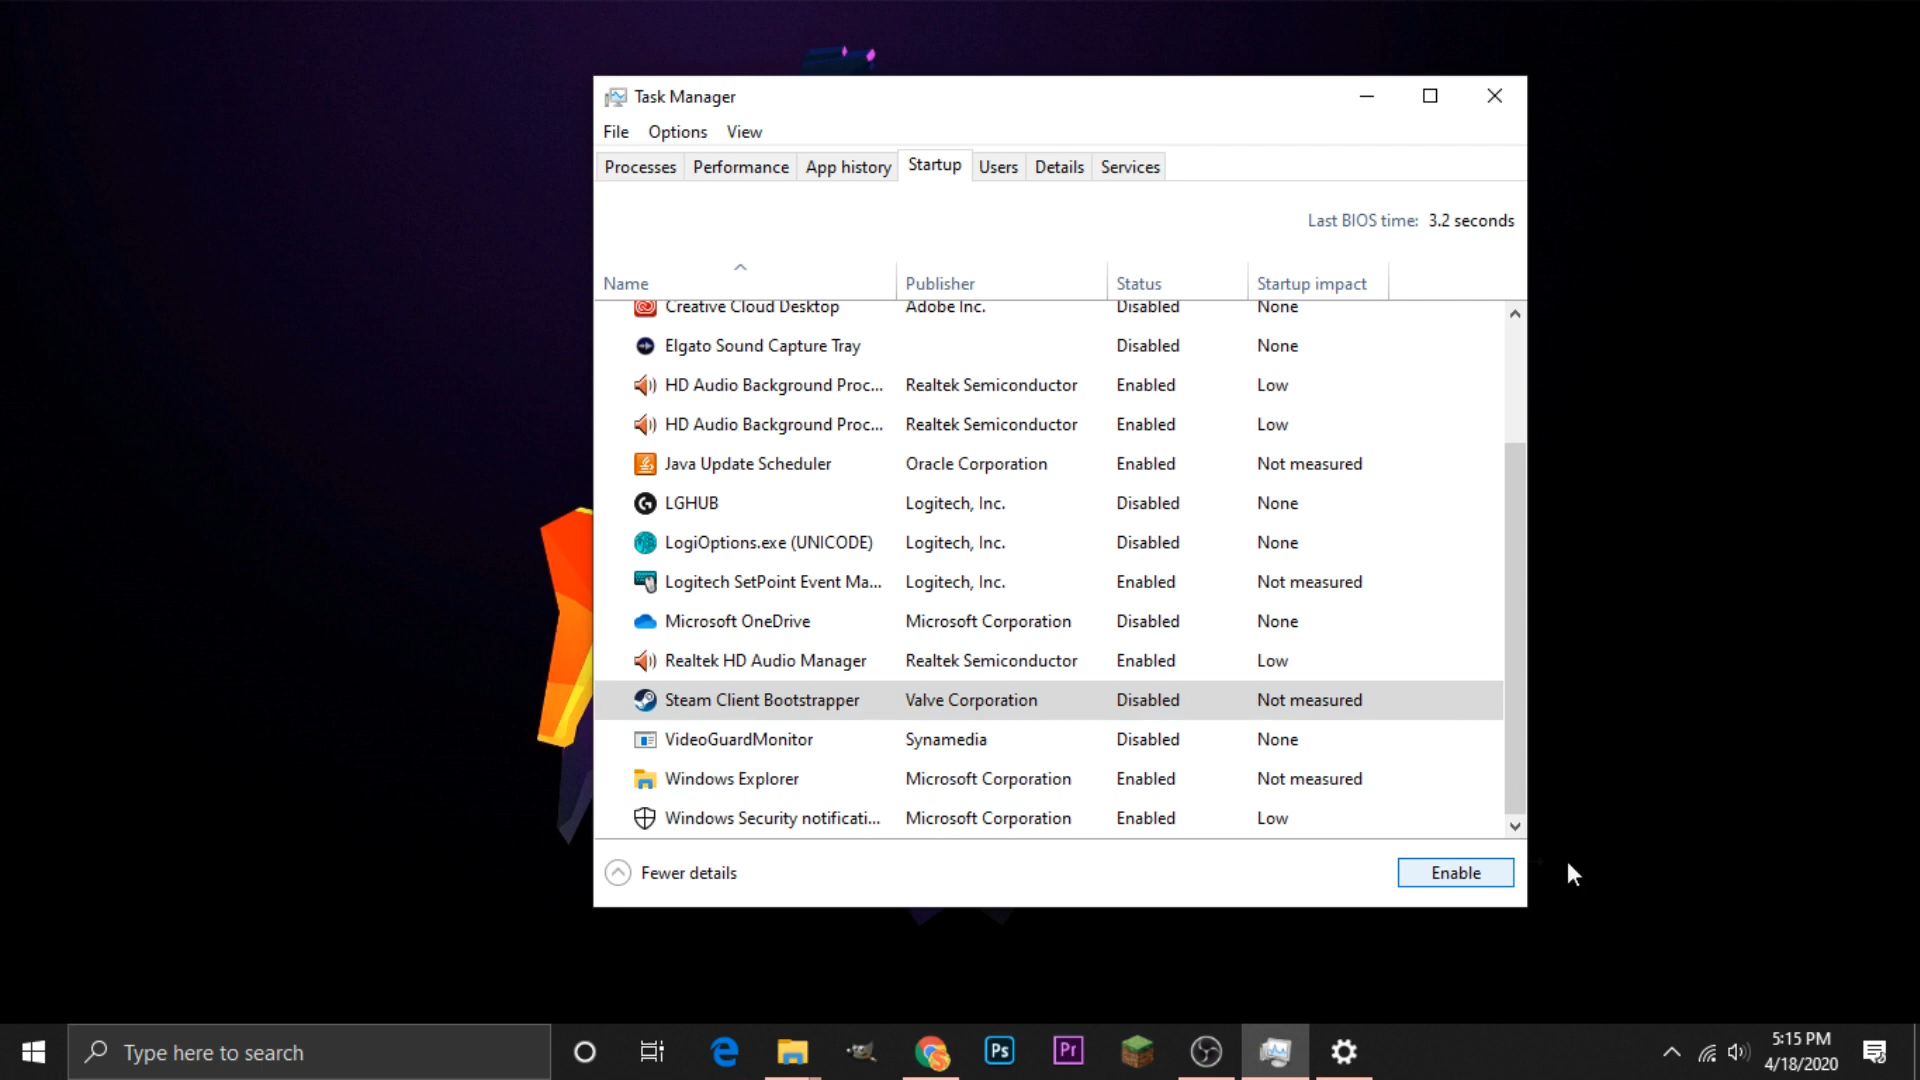 Task Manager
File Options View
Processes Performance App history Startup Users Details Services
Last BIOS time: 3.2 seconds
Name Publisher Status Startup impact
Creative Cloud Desktop Adobe Inc. Disabled None
Elgato Sound Capture Tray Disabled None
HD Audio Background Proc... Realtek Semiconductor Enabled Low
HD Audio Background Proc... Realtek Semiconductor Enabled Low
Java Update Scheduler Oracle Corporation Enabled Not measured
LGHUB Logitech, Inc. Disabled None
LogiOptions.exe (UNICODE) Logitech, Inc. Disabled None
Logitech SetPoint Event Ma... Logitech, Inc. Enabled Not measured
Microsoft OneDrive Microsoft Corporation Disabled None
Realtek HD Audio Manager Realtek Semiconductor Enabled Low
Steam Client Bootstrapper Valve Corporation Disabled Not measured
VideoGuardMonitor Synamedia Disabled None
Windows Explorer Microsoft Corporation Enabled Not measured
Windows Security notificati... Microsoft Corporation Enabled Low
Fewer details Enable
Type here to search Ps Pr 5:15 PM
4/18/2020